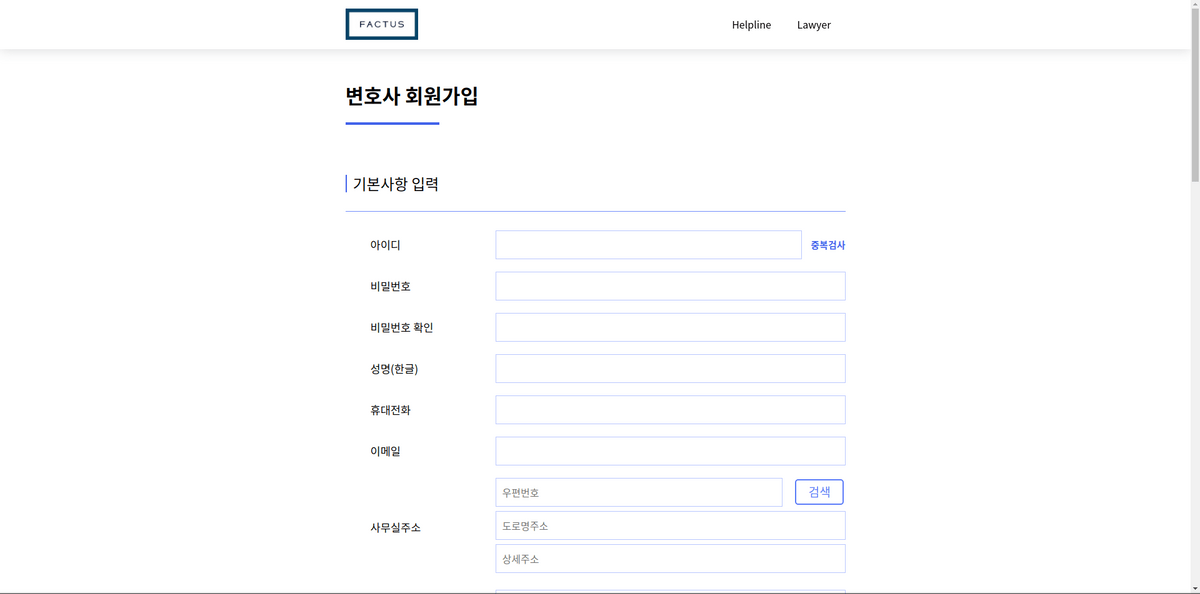 FACTUS
Helpline Lawyer
변호사 회원가입
기본사항 입력
아이디 중복검사
비밀번호
비밀번호 확인
성명(한글)
휴대전화
이메일
우편번호 검색
사무실주소 도로명주소
상세주소